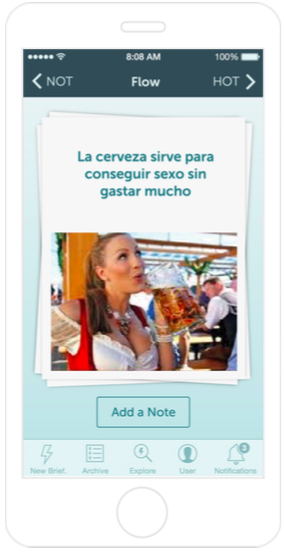 8:08 AM
100%
NOT
Flow
HOT
La cerveza sirve para
conseguir sexo sin
gastar mucho
Add a Note
3
New Brief.
Archive
Explore
User
Notifications